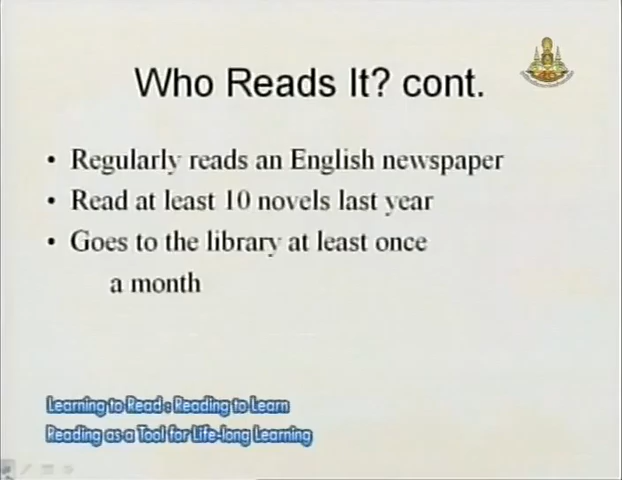 Who Reads It? cont.
• Regularly reads an English newspaper
• Read at least 10 novels last year
• Goes to the library at least once
a month
Learning to Read : Reading to Learn
Reading as a Tool for Life-long Learning